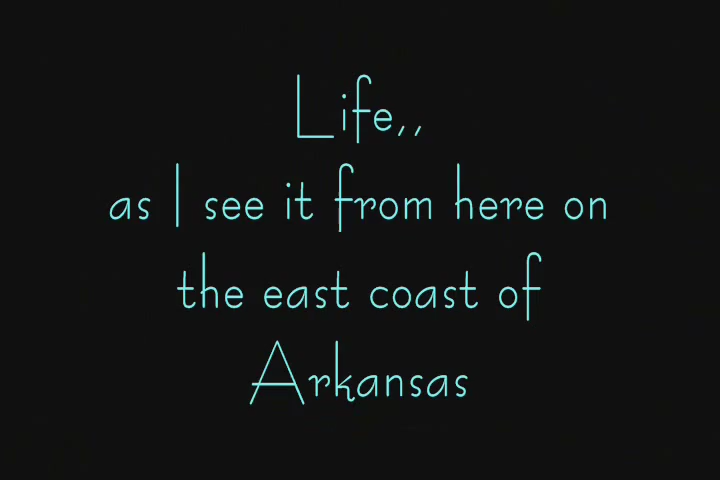 Life,,
as I see it from here on
the east coast of
Arkansas